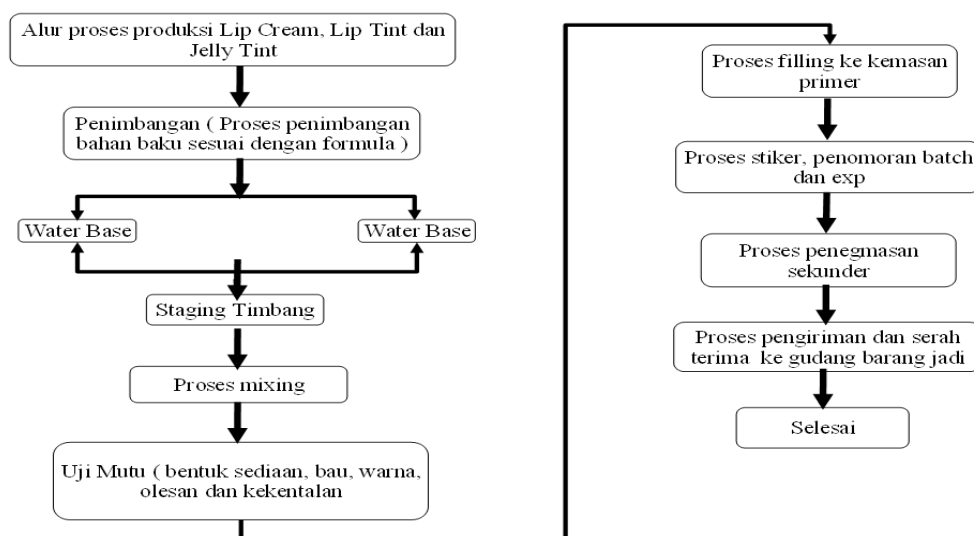 Alur proses produksi Lip Cream, Lip Tint dan
Jelly Tint
Penimbangan ( Proses penimbangan
bahan baku sesuai dengan formula )
Water Base
Water Base
Staging Timbang
Proses mixing
Uji Mutu ( bentuk sediaan, bau, warna,
olesan dan kekentalan
Proses filling ke kemasan
primer
Proses stiker, penomoran batch
dan exp
Proses penegmasan
sekunder
Proses pengiriman dan serah
terima ke gudang barang jadi
Selesai